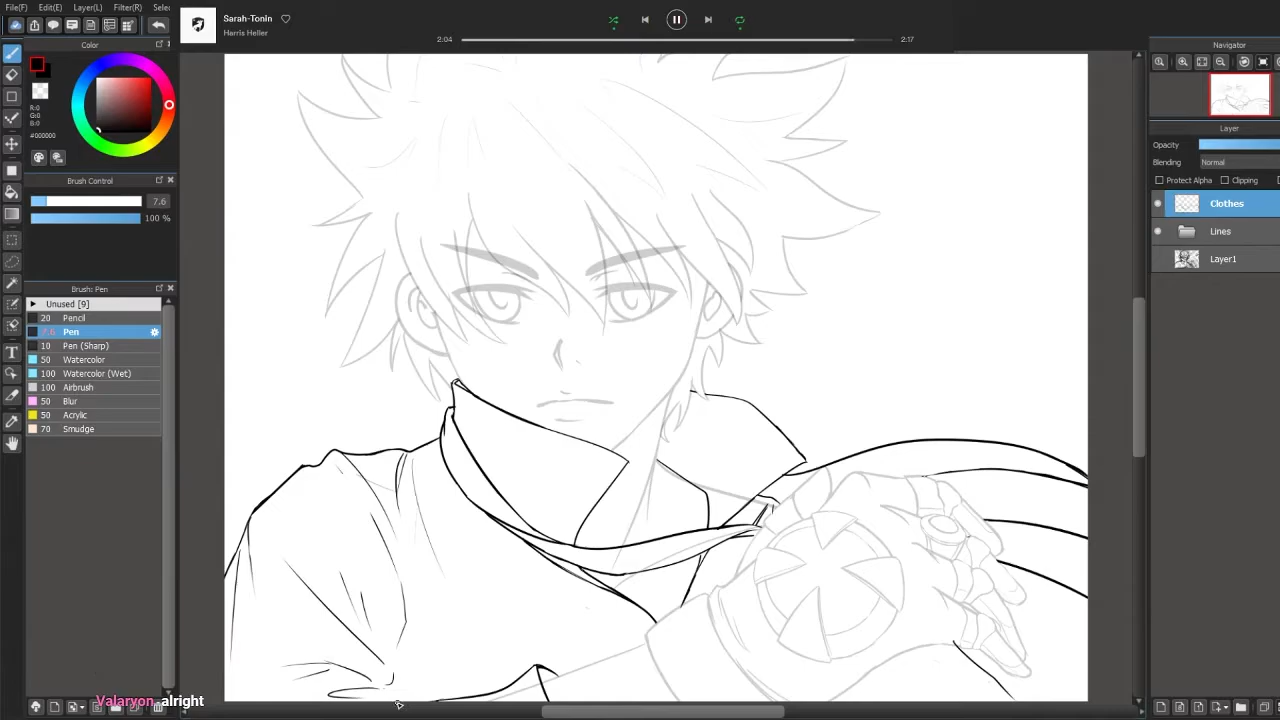 File(F) Edit(E) Layer(L) Filter(R) Selec
Sarah-Tonin
Harris Heller
2:04
2:17
Color
R:0
G:0
B:0
#000000
Brush Control
7.6
100 %
Brush: Pen
Unused [9]
20 Pencil
7.6 Pen
10 Pen (Sharp)
50 Watercolor
100 Watercolor (Wet)
100 Airbrush
50 Blur
50 Acrylic
70 Smudge
Valaryon alright
Navigator
Layer
Opacity
Blending Normal
Protect Alpha Clipping
Clothes
Lines
Layer1